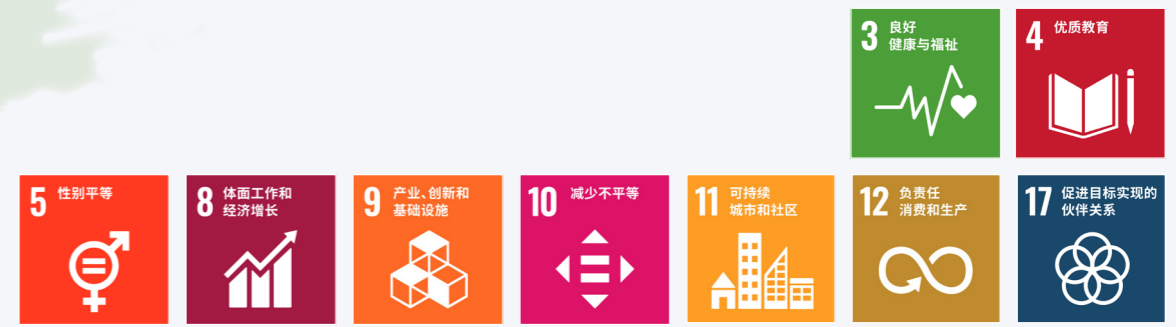 3 良好
健康与福祉
4 优质教育
5 性别平等
8 体面工作和
经济增长
9 产业、创新和
基础设施
10 减少不平等
11 可持续
城市和社区
12 负责任
消费和生产
17 促进目标实现的
伙伴关系